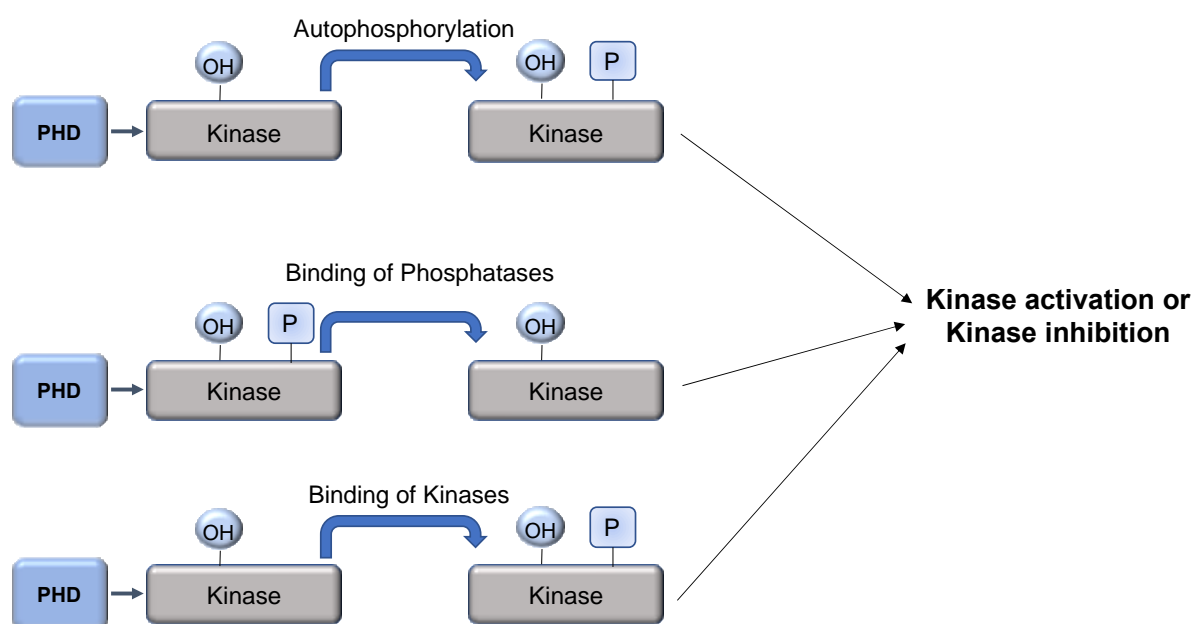 Autophosphorylation
OH
OH
P
PHD
Kinase
Kinase
Binding of Phosphatases
OH
P
OH
PHD
Kinase
Kinase
Kinase activation or
Kinase inhibition
Binding of Kinases
OH
OH
P
PHD
Kinase
Kinase